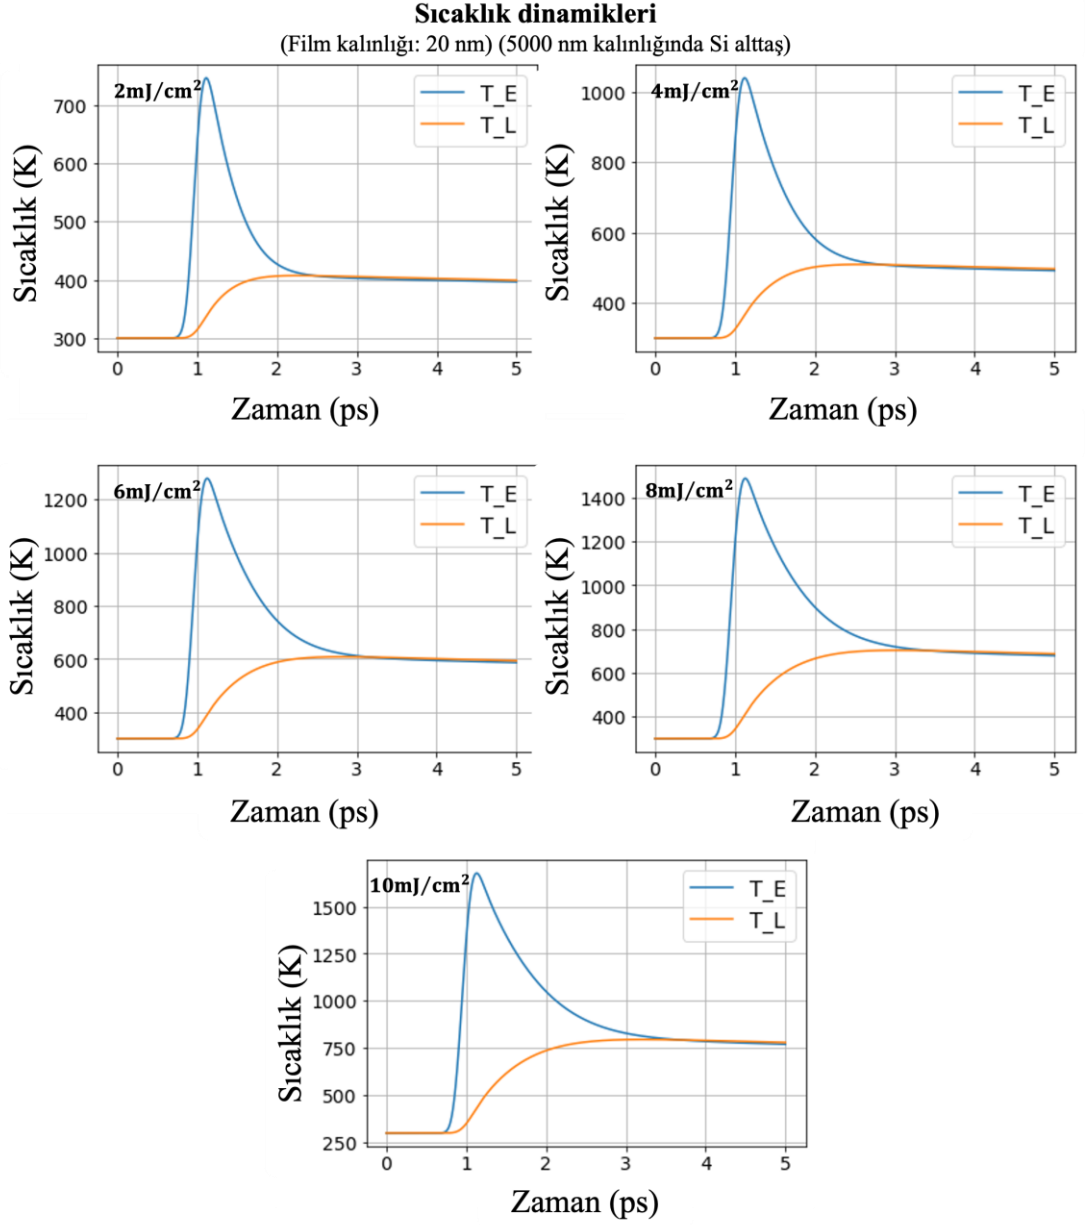 Sıcaklık dinamikleri
(Film kalınlığı: 20 nm) (5000 nm kalınlığında Si alttaş)
2mJ/cm²
T_E
T_L
Sıcaklık (K)
700
600
500
400
300
0 1 2 3 4 5
Zaman (ps)
4mJ/cm²
T_E
T_L
Sıcaklık (K)
1000
800
600
400
0 1 2 3 4 5
Zaman (ps)
6mJ/cm²
T_E
T_L
Sıcaklık (K)
1200
1000
800
600
400
0 1 2 3 4 5
Zaman (ps)
8mJ/cm²
T_E
T_L
Sıcaklık (K)
1400
1200
1000
800
600
400
0 1 2 3 4 5
Zaman (ps)
10mJ/cm²
T_E
T_L
Sıcaklık (K)
1500
1250
1000
750
500
250
0 1 2 3 4 5
Zaman (ps)